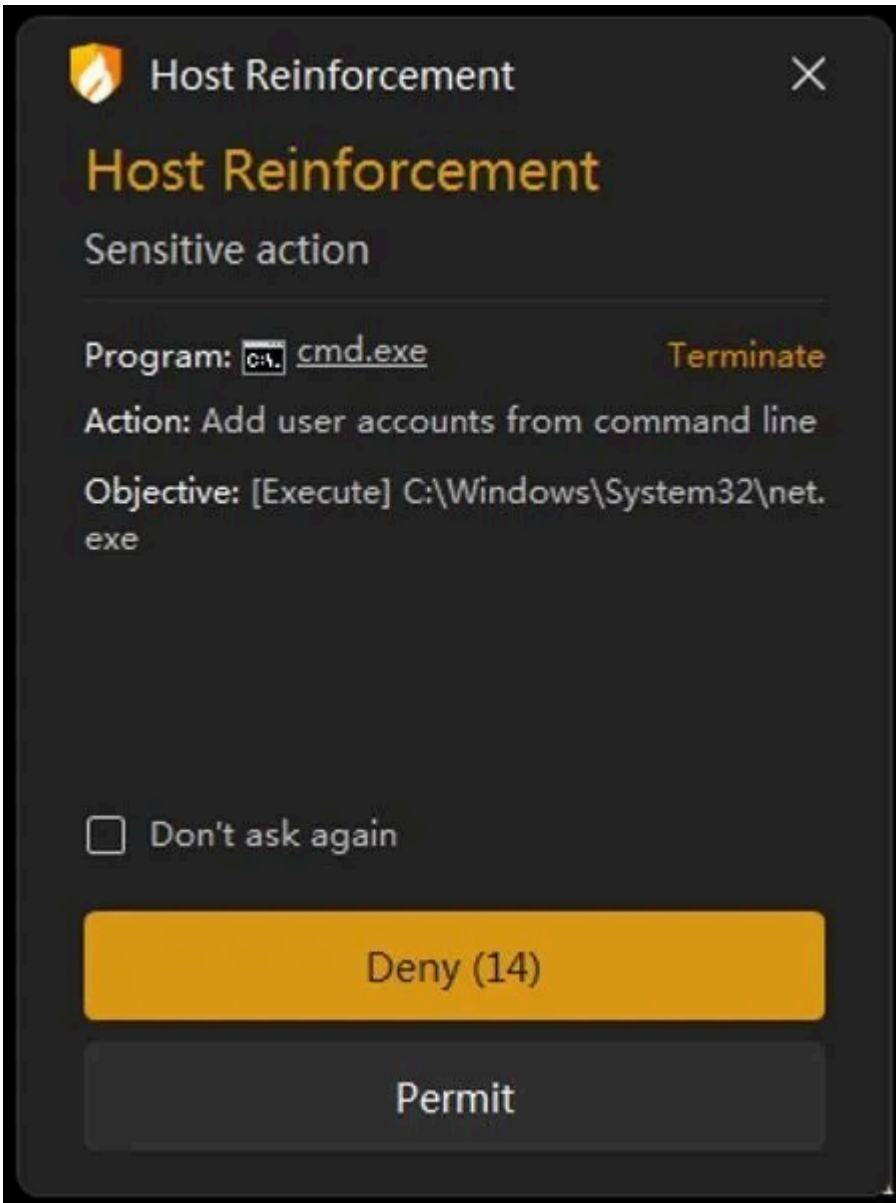 Host Reinforcement
Host Reinforcement
Sensitive action
Program: C:\. cmd.exe Terminate
Action: Add user accounts from command line
Objective: [Execute] C:\Windows\System32\net.
exe
Don't ask again
Deny (14)
Permit